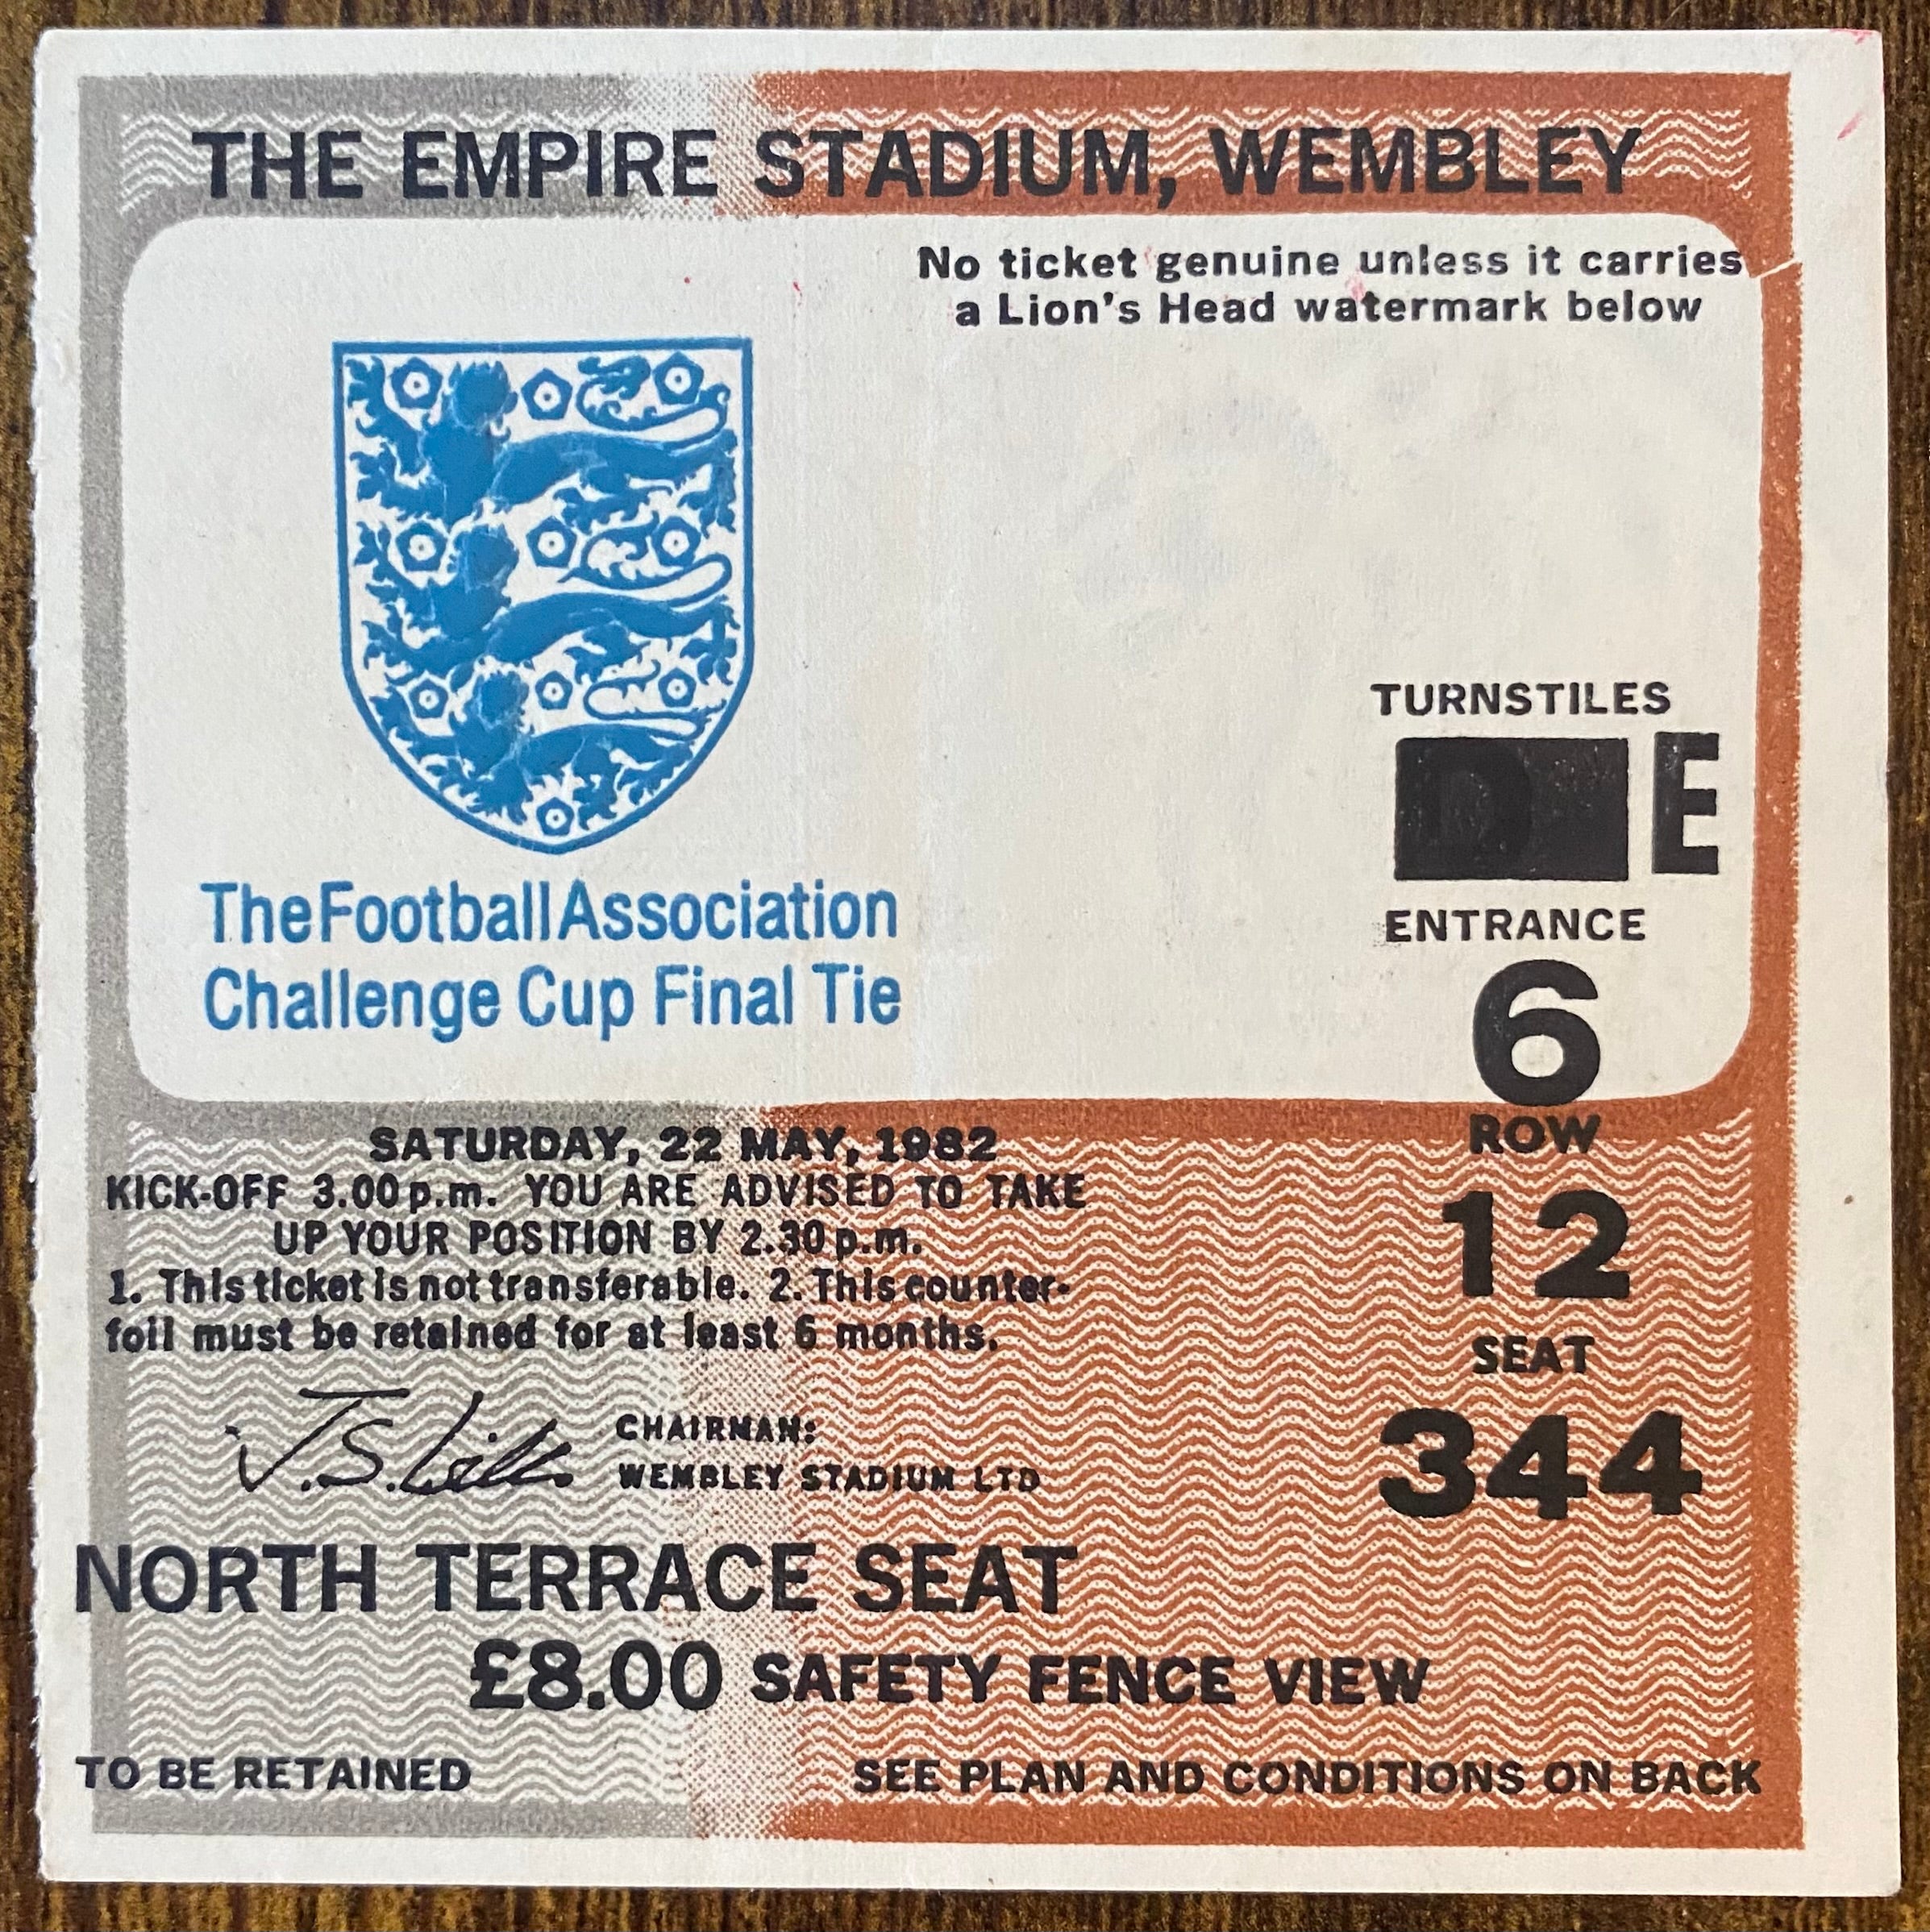 THE EMPIRE STADIUM, WEMBLEY
No ticket genuine unless it carries
a Lion's Head watermark below
TheFootballAssociation
Challenge Cup Final Tie
TURNSTILES
E
ENTRANCE
6
ROW
12
SEAT
344
SATURDAY, 22 MAY, 1982
KICK-OFF 3.00 p.m. YOU ARE ADVISED TO TAKE
UP YOUR POSITION BY 2.30 p.m.
1. This ticket is not transferable. 2. This counter-
foil must be retained for at least 6 months.
CHAIRMAN:
WEMBLEY STADIUM LTD
NORTH TERRACE SEAT
£8.00 SAFETY FENCE VIEW
TO BE RETAINED
SEE PLAN AND CONDITIONS ON BACK